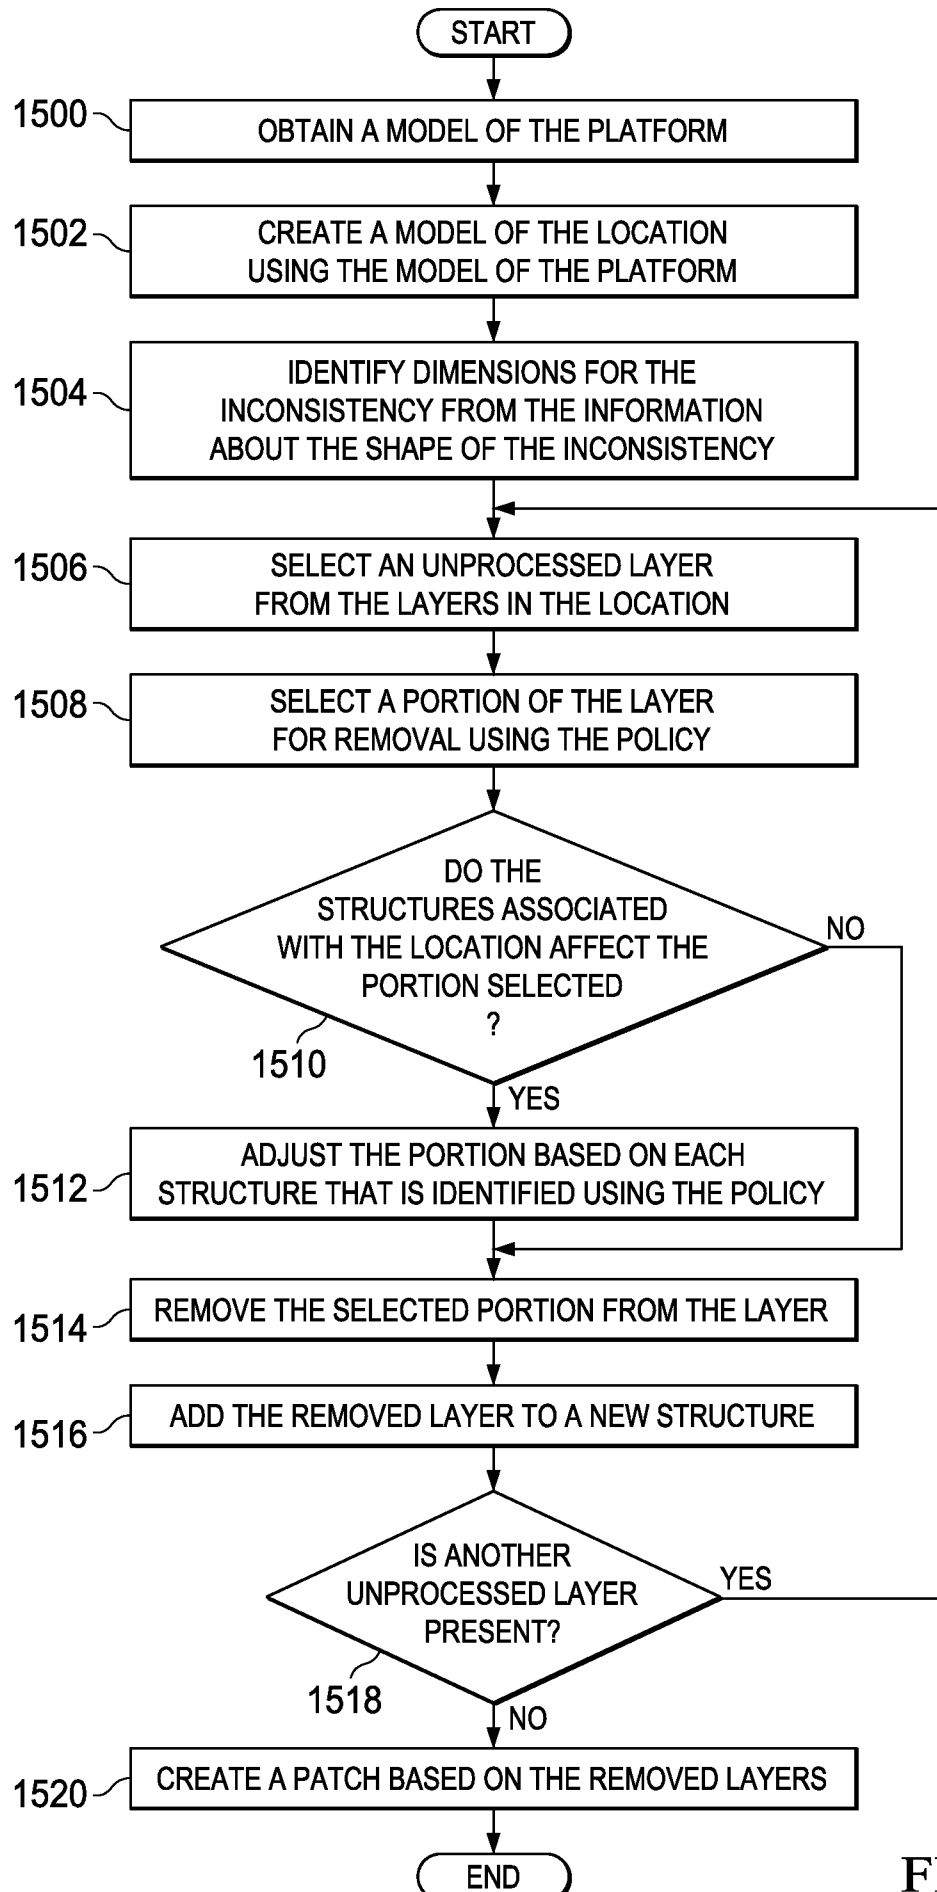 START
1500
OBTAIN A MODEL OF THE PLATFORM
1502
CREATE A MODEL OF THE LOCATION
USING THE MODEL OF THE PLATFORM
1504
IDENTIFY DIMENSIONS FOR THE
INCONSISTENCY FROM THE INFORMATION
ABOUT THE SHAPE OF THE INCONSISTENCY
1506
SELECT AN UNPROCESSED LAYER
FROM THE LAYERS IN THE LOCATION
1508
SELECT A PORTION OF THE LAYER
FOR REMOVAL USING THE POLICY
DO THE
STRUCTURES ASSOCIATED
WITH THE LOCATION AFFECT THE
PORTION SELECTED
?
NO
1510
YES
1512
ADJUST THE PORTION BASED ON EACH
STRUCTURE THAT IS IDENTIFIED USING THE POLICY
1514
REMOVE THE SELECTED PORTION FROM THE LAYER
1516
ADD THE REMOVED LAYER TO A NEW STRUCTURE
IS ANOTHER
UNPROCESSED LAYER
PRESENT?
YES
1518
NO
1520
CREATE A PATCH BASED ON THE REMOVED LAYERS
END